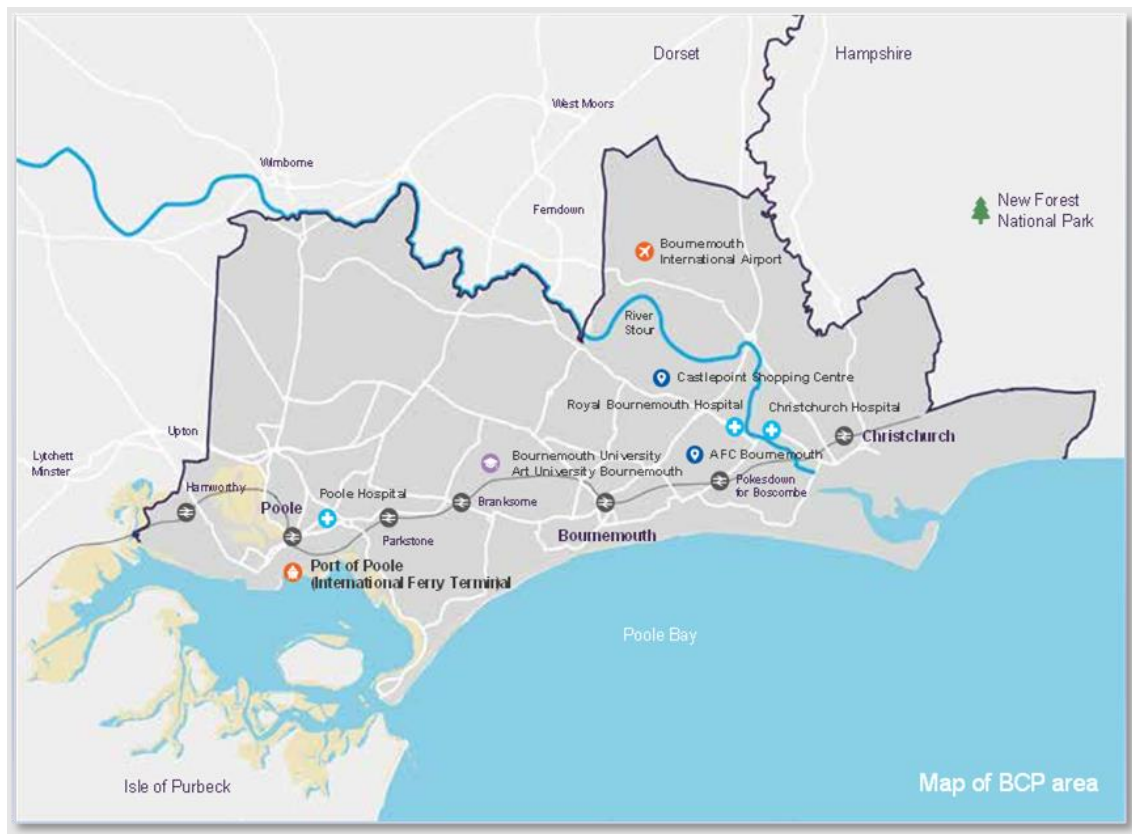 Dorset
Hampshire
West Moors
Wimborne
Ferndown
New Forest
National Park
Bournemouth
International Airport
River
Stour
Castlepoint Shopping Centre
Royal Bournemouth Hospital
Christchurch Hospital
Upton
Christchurch
Lytchett
Minster
Bournemouth University
Art University Bournemouth
AFC Bournemouth
Hamworthy
Poole Hospital
Poole
Branksome
Pokesdown
for Boscombe
Parkstone
Bournemouth
Port of Poole
(International Ferry Terminal
Poole Bay
Isle of Purbeck
Map of BCP area